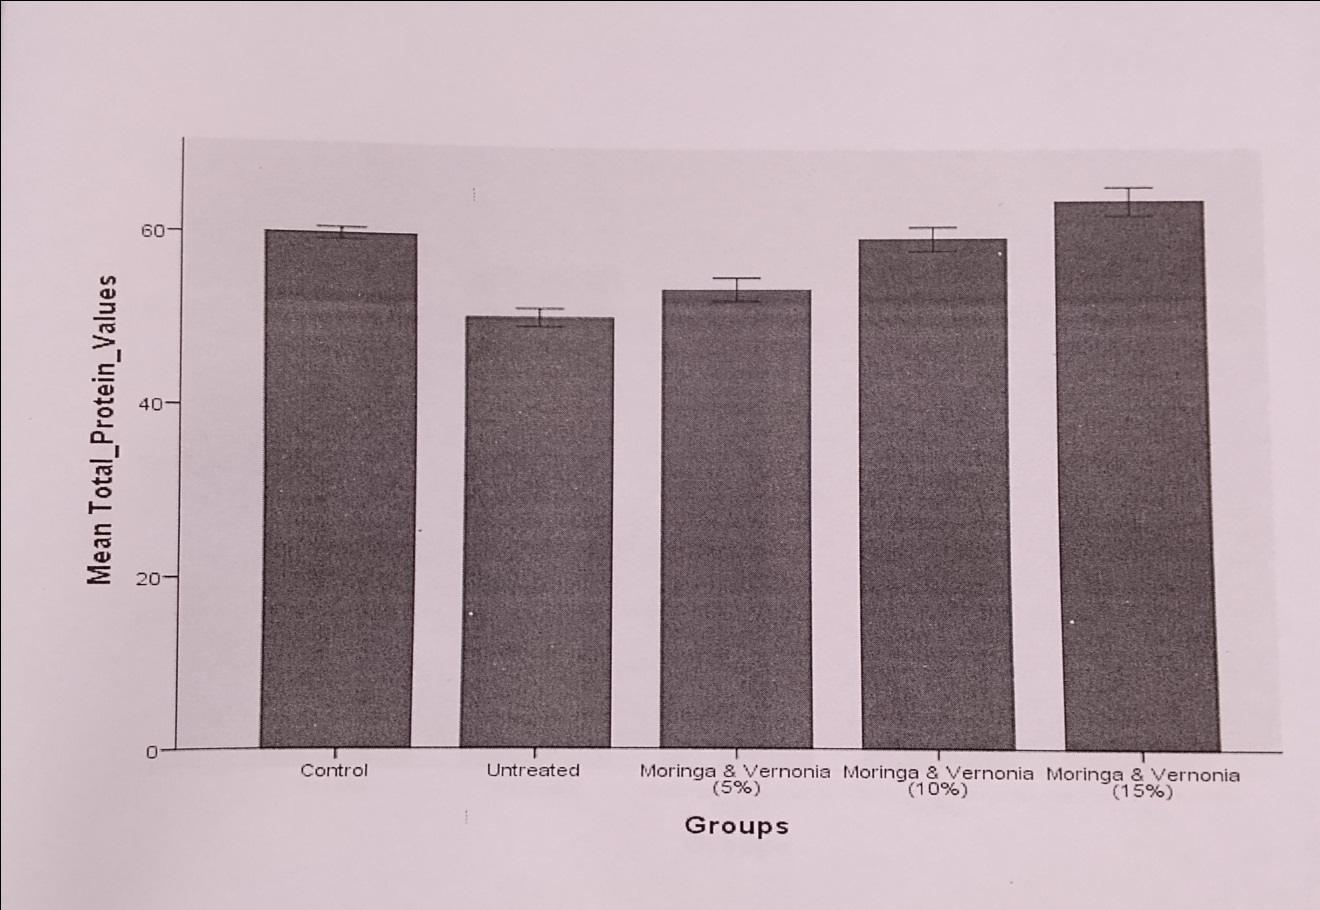 Mean Total_Protein_Values
60
40
20
0
Control
Untreated
Moringa & Vernonia
(5%)
Moringa & Vernonia
(10%)
Moringa & Vernonia
(15%)
Groups